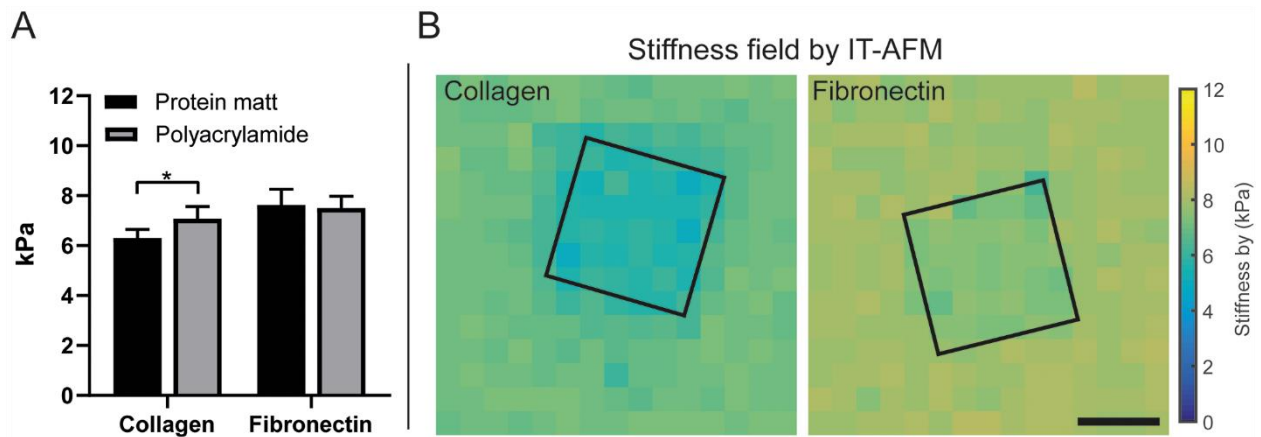 A
kPa
12
10
8
6
4
2
0
Protein matt
Polyacrylamide
*
Collagen
Fibronectin
B
Stiffness field by IT-AFM
Collagen
Fibronectin
12
10
8
6
4
2
0
Stiffness by (kPa)